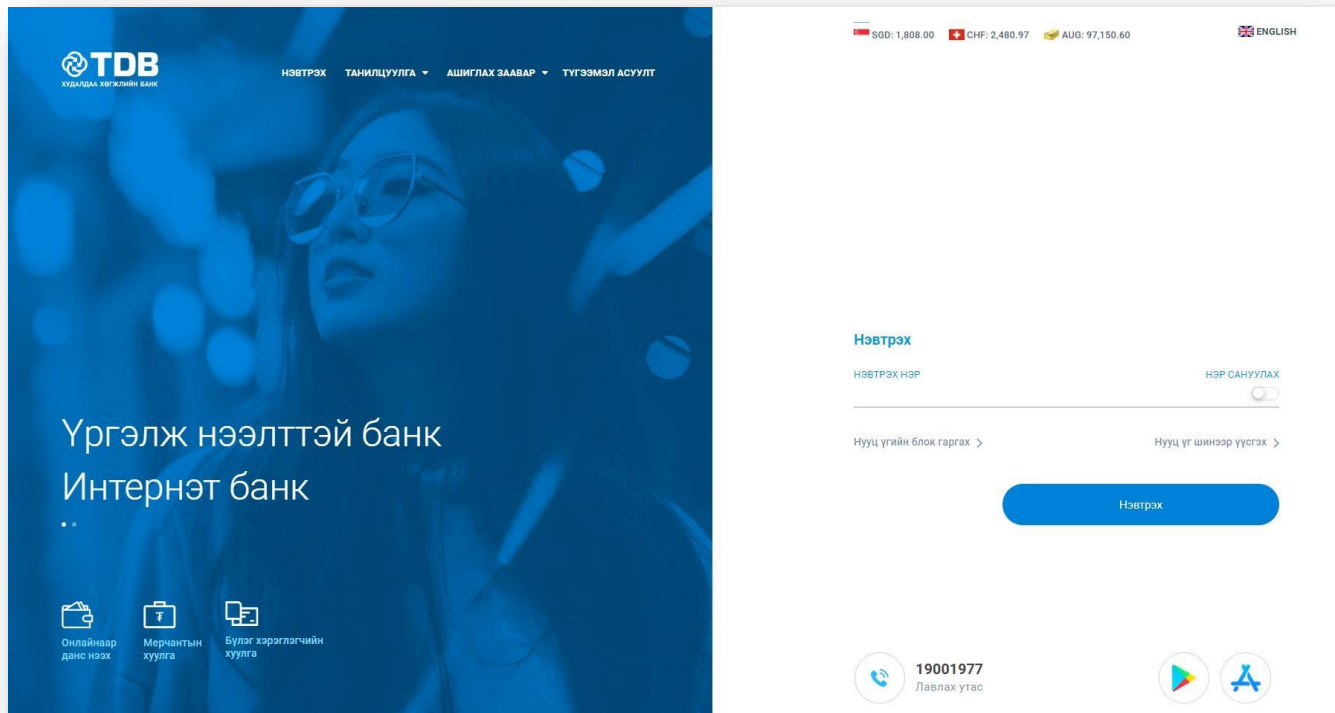 TDB
ХУДАЛДАА ХӨГЖЛИЙН БАНК
НЭВТРЭХ ТАНИЛЦУУЛГА АШИГЛАХ ЗААВАР ТҮГЭЭМЭЛ АСУУЛТ
SGD: 1,808.00 CHF: 2,480.97 AUG: 97,150.60 ENGLISH
Үргэлж нээлттэй банк
Интернэт банк
Онлайнаар
данс нээх
Мерчантын
хуулга
Бүлэг хэрэглэгчийн
хуулга
Нэвтрэх
НЭВТРЭХ НЭР НЭР САНУУЛАХ
Нууц үгийн блок гаргах Нууц үг шинээр үүсгэх
Нэвтрэх
19001977
Лавлах утас